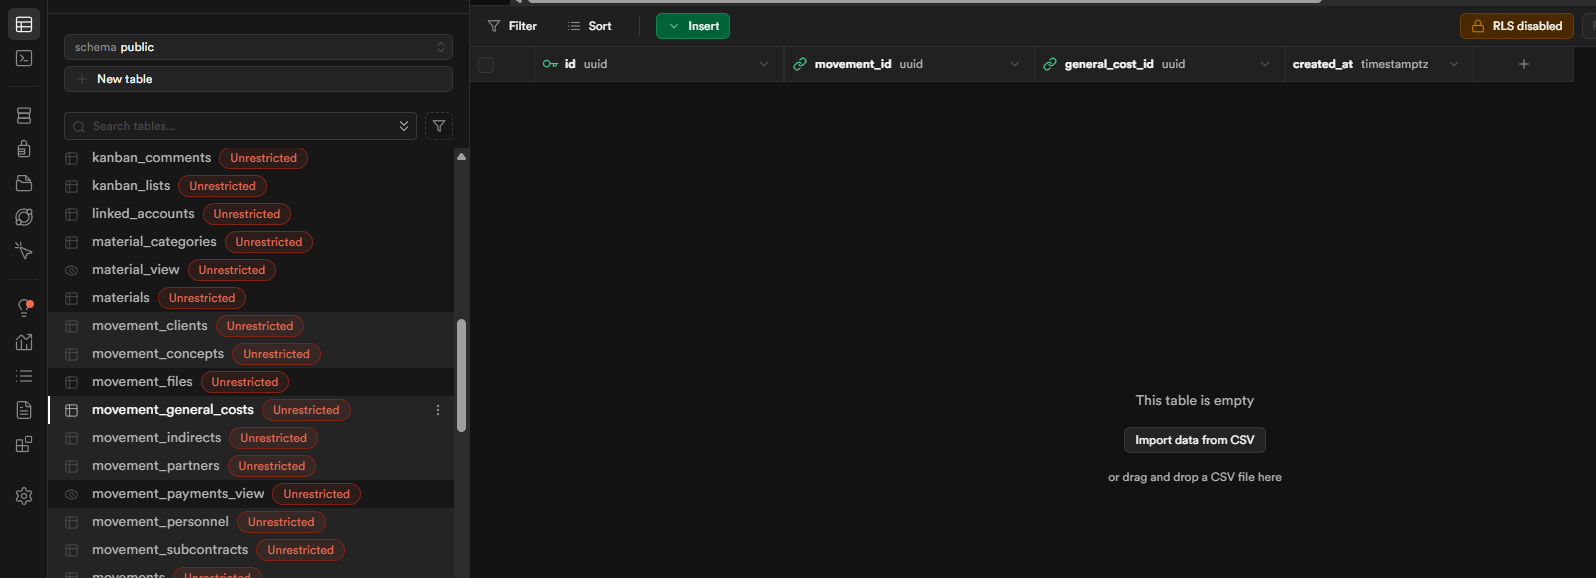 schema public
New table
Search tables...
kanban_comments Unrestricted
kanban_lists Unrestricted
linked_accounts Unrestricted
material_categories Unrestricted
material_view Unrestricted
materials Unrestricted
movement_clients Unrestricted
movement_concepts Unrestricted
movement_files Unrestricted
movement_general_costs Unrestricted
movement_indirects Unrestricted
movement_partners Unrestricted
movement_payments_view Unrestricted
movement_personnel Unrestricted
movement_subcontracts Unrestricted
movements Unrestricted
Filter Sort Insert RLS disabled
id uuid movement_id uuid general_cost_id uuid created_at timestamptz
This table is empty
Import data from CSV
or drag and drop a CSV file here